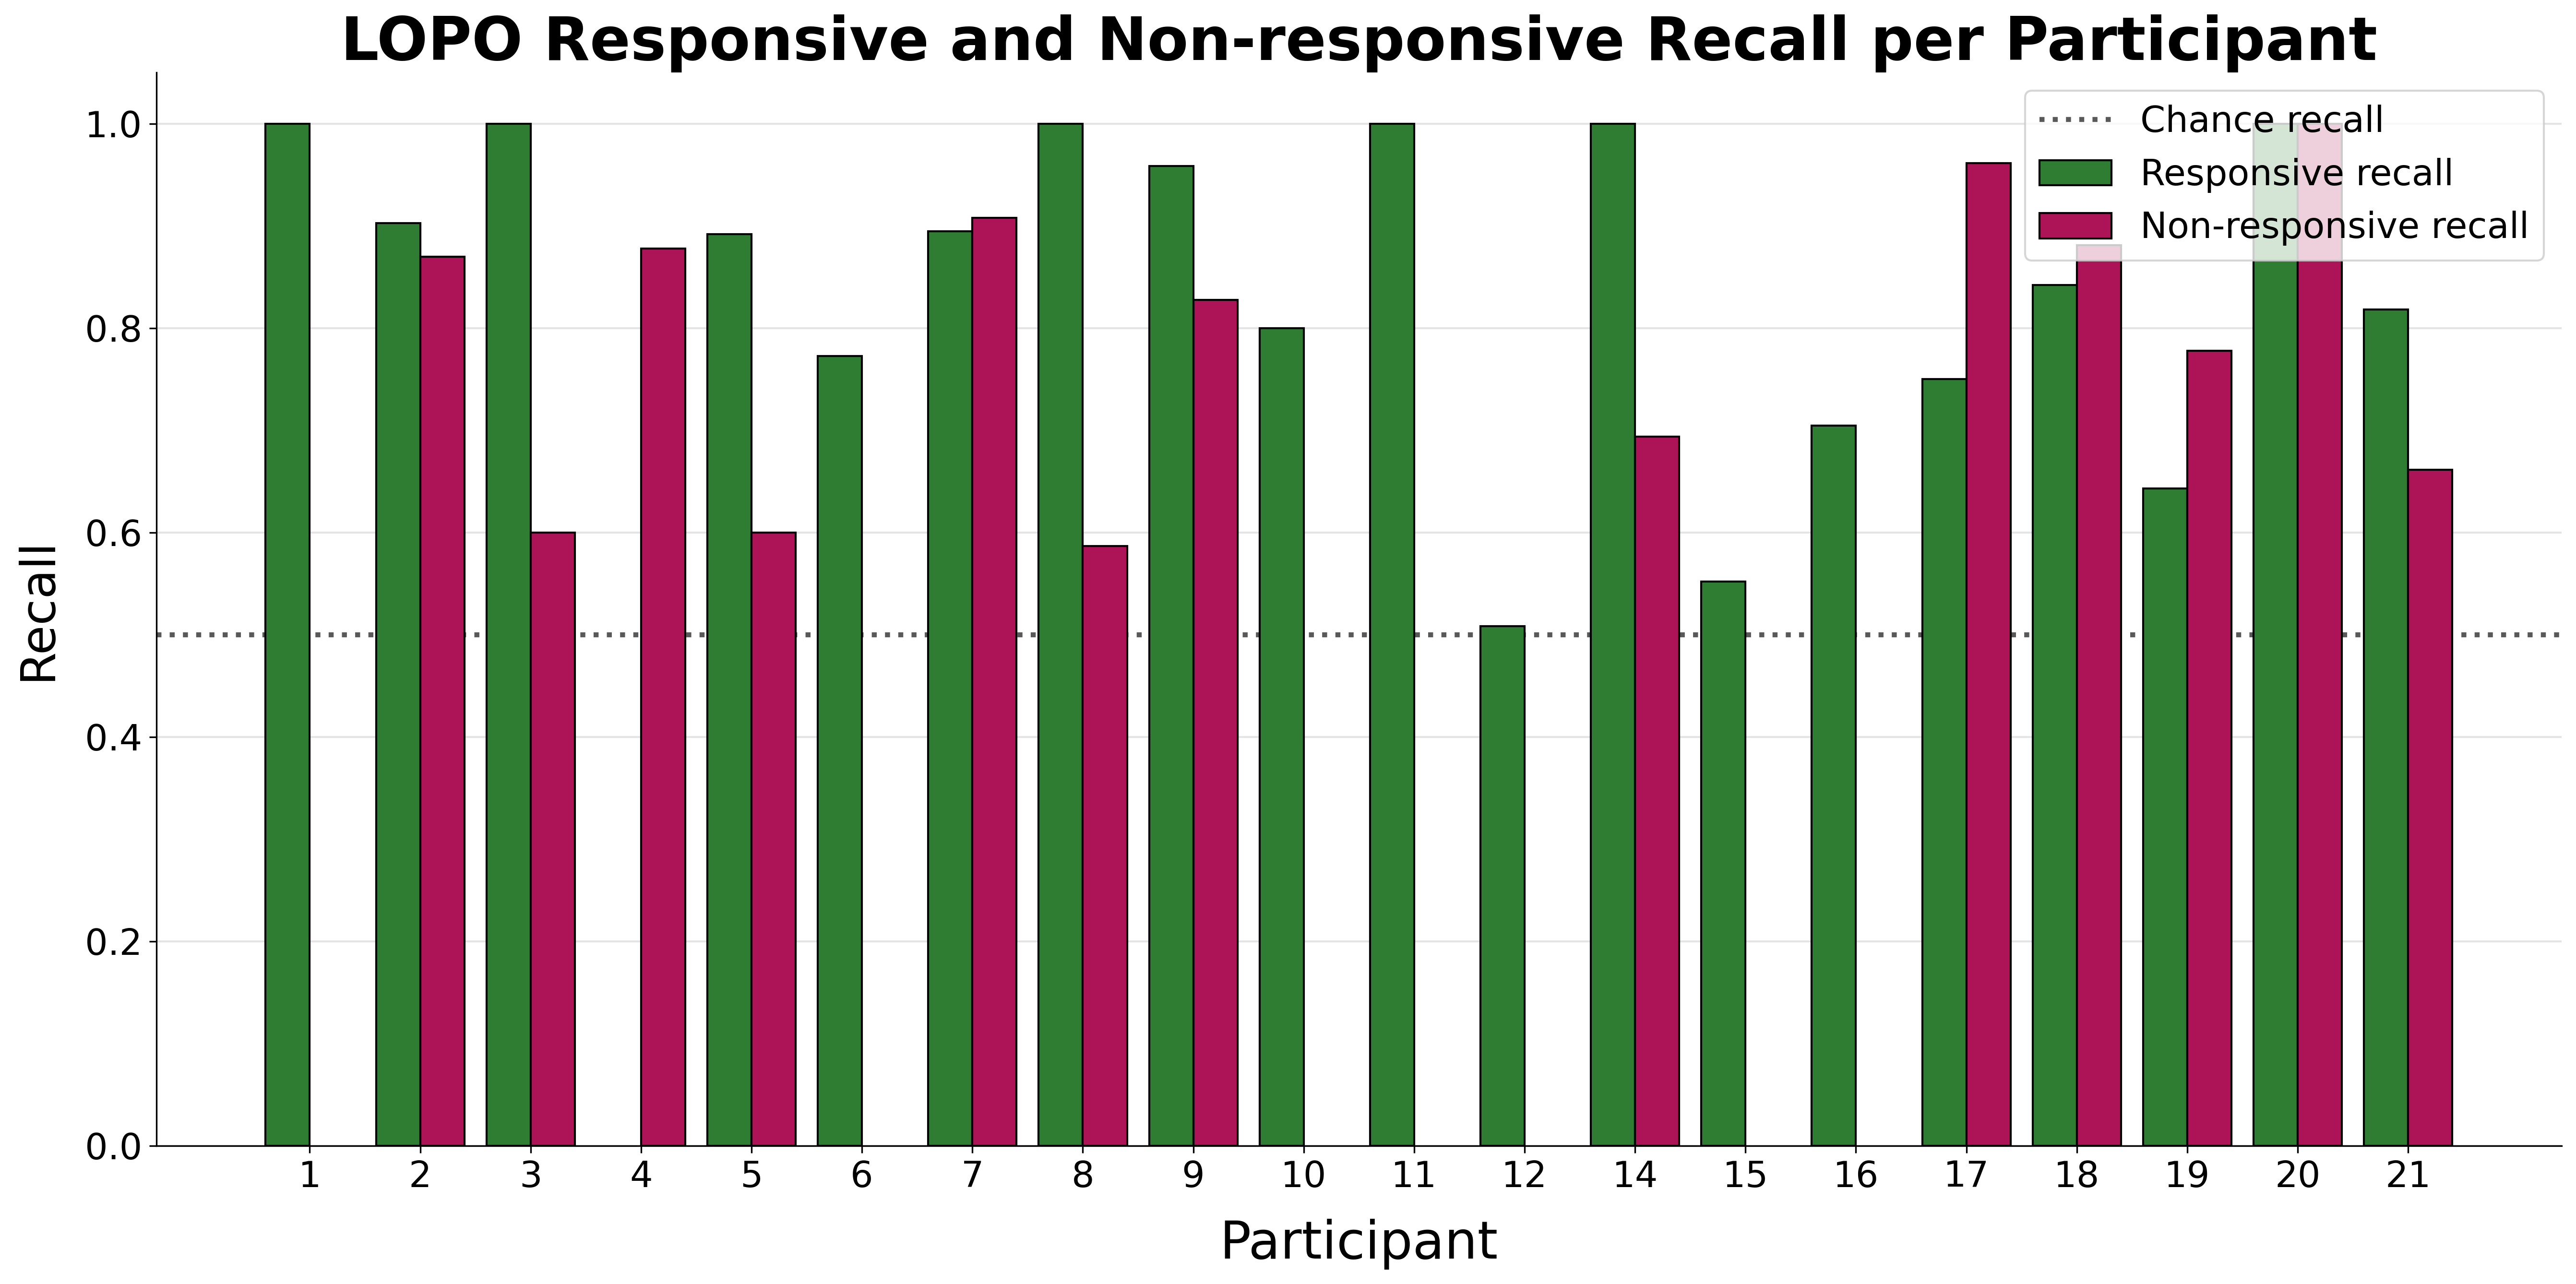 LOPO Responsive and Non-responsive Recall per Participant
Chance recall
Responsive recall
Non-responsive recall
Recall
1.0
0.8
0.6
0.4
0.2
0.0
1 2 3 4 5 6 7 8 9 10 11 12 14 15 16 17 18 19 20 21
Participant